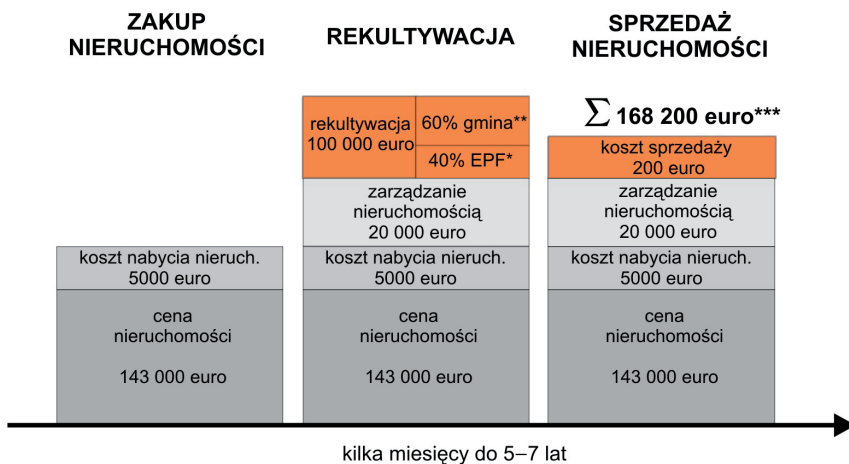 ZAKUP
NIERUCHOMOŚCI
cena
nieruchomości
143 000 euro
koszt nabycia nieruch.
5000 euro
REKULTYWACJA
rekultywacja
100 000 euro
60% gmina**
40% EPF*
zarządzanie
nieruchomością
20 000 euro
koszt nabycia nieruch.
5000 euro
cena
nieruchomości
143 000 euro
SPRZEDAŻ
NIERUCHOMOŚCI
∑ 168 200 euro***
koszt sprzedaży
200 euro
zarządzanie
nieruchomością
20 000 euro
koszt nabycia nieruch.
5000 euro
cena
nieruchomości
143 000 euro
kilka miesięcy do 5–7 lat